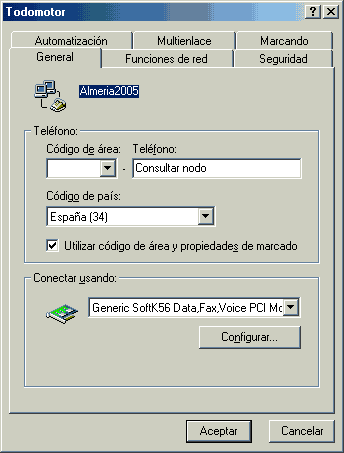 Todomotor
Automatización Multienlace Marcando
General Funciones de red Seguridad
Almeria2005
Teléfono:
Código de área: Teléfono:
- Consultar nodo
Código de país:
España (34)
Utilizar código de área y propiedades de marcado
Conectar usando:
Generic SoftK56 Data,Fax,Voice PCI Mo
Configurar...
Aceptar Cancelar